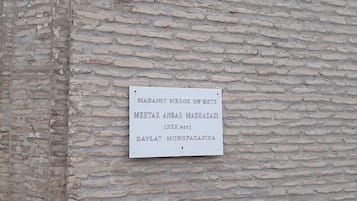 MADANIY MEROS OB'EKTI
MEHTAR ANBAR MADRASASI
(XIX asr)
DAVLAT MUHOFAZASIDA